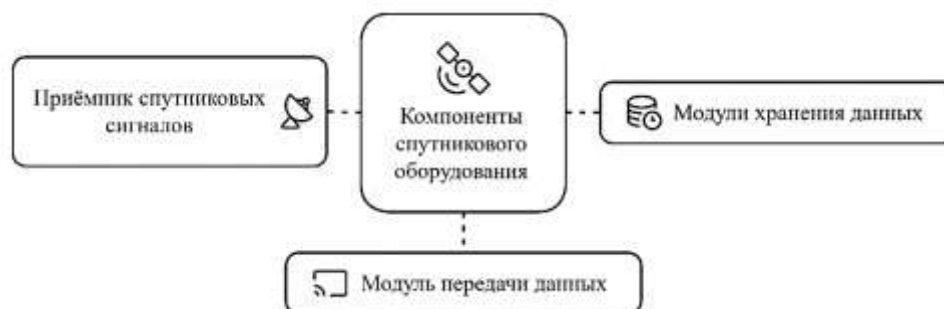 Приёмник спутниковых
сигналов
Компоненты
спутникового
оборудования
Модули хранения данных
Модуль передачи данных